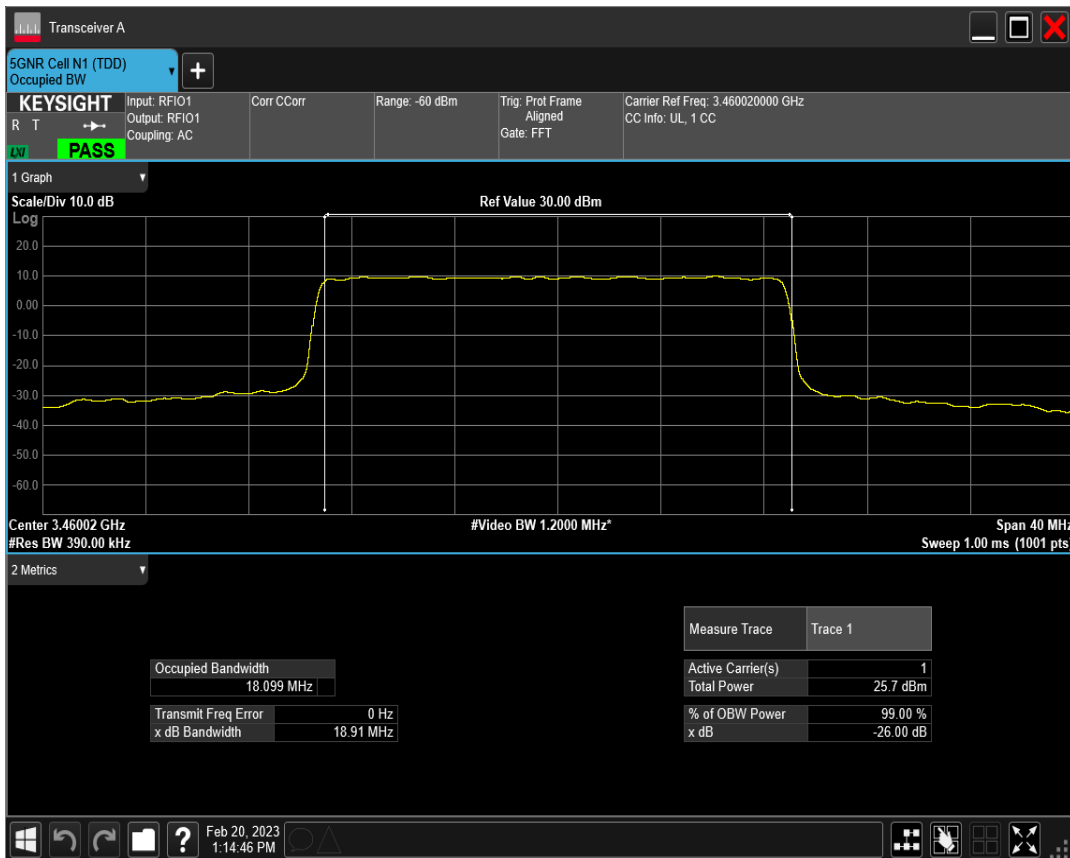 Transceiver A
5GNR Cell N1 (TDD)
Occupied BW
+
KEYSIGHT
R T
LXI
PASS
Input: RFIO1
Output: RFIO1
Coupling: AC
Corr CCorr
Range: -60 dBm
Trig: Prot Frame
Aligned
Gate: FFT
Carrier Ref Freq: 3.460020000 GHz
CC Info: UL, 1 CC
1 Graph
Scale/Div 10.0 dB
Ref Value 30.00 dBm
Log
20.0
10.0
0.00
-10.0
-20.0
-30.0
-40.0
-50.0
-60.0
Center 3.46002 GHz
#Video BW 1.2000 MHz*
Span 40 MHz
#Res BW 390.00 kHz
Sweep 1.00 ms (1001 pts)
2 Metrics
Measure Trace Trace 1
Occupied Bandwidth
18.099 MHz
Active Carrier(s) 1
Total Power 25.7 dBm
Transmit Freq Error 0 Hz
x dB Bandwidth 18.91 MHz
% of OBW Power 99.00 %
x dB -26.00 dB
?
Feb 20, 2023
1:14:46 PM